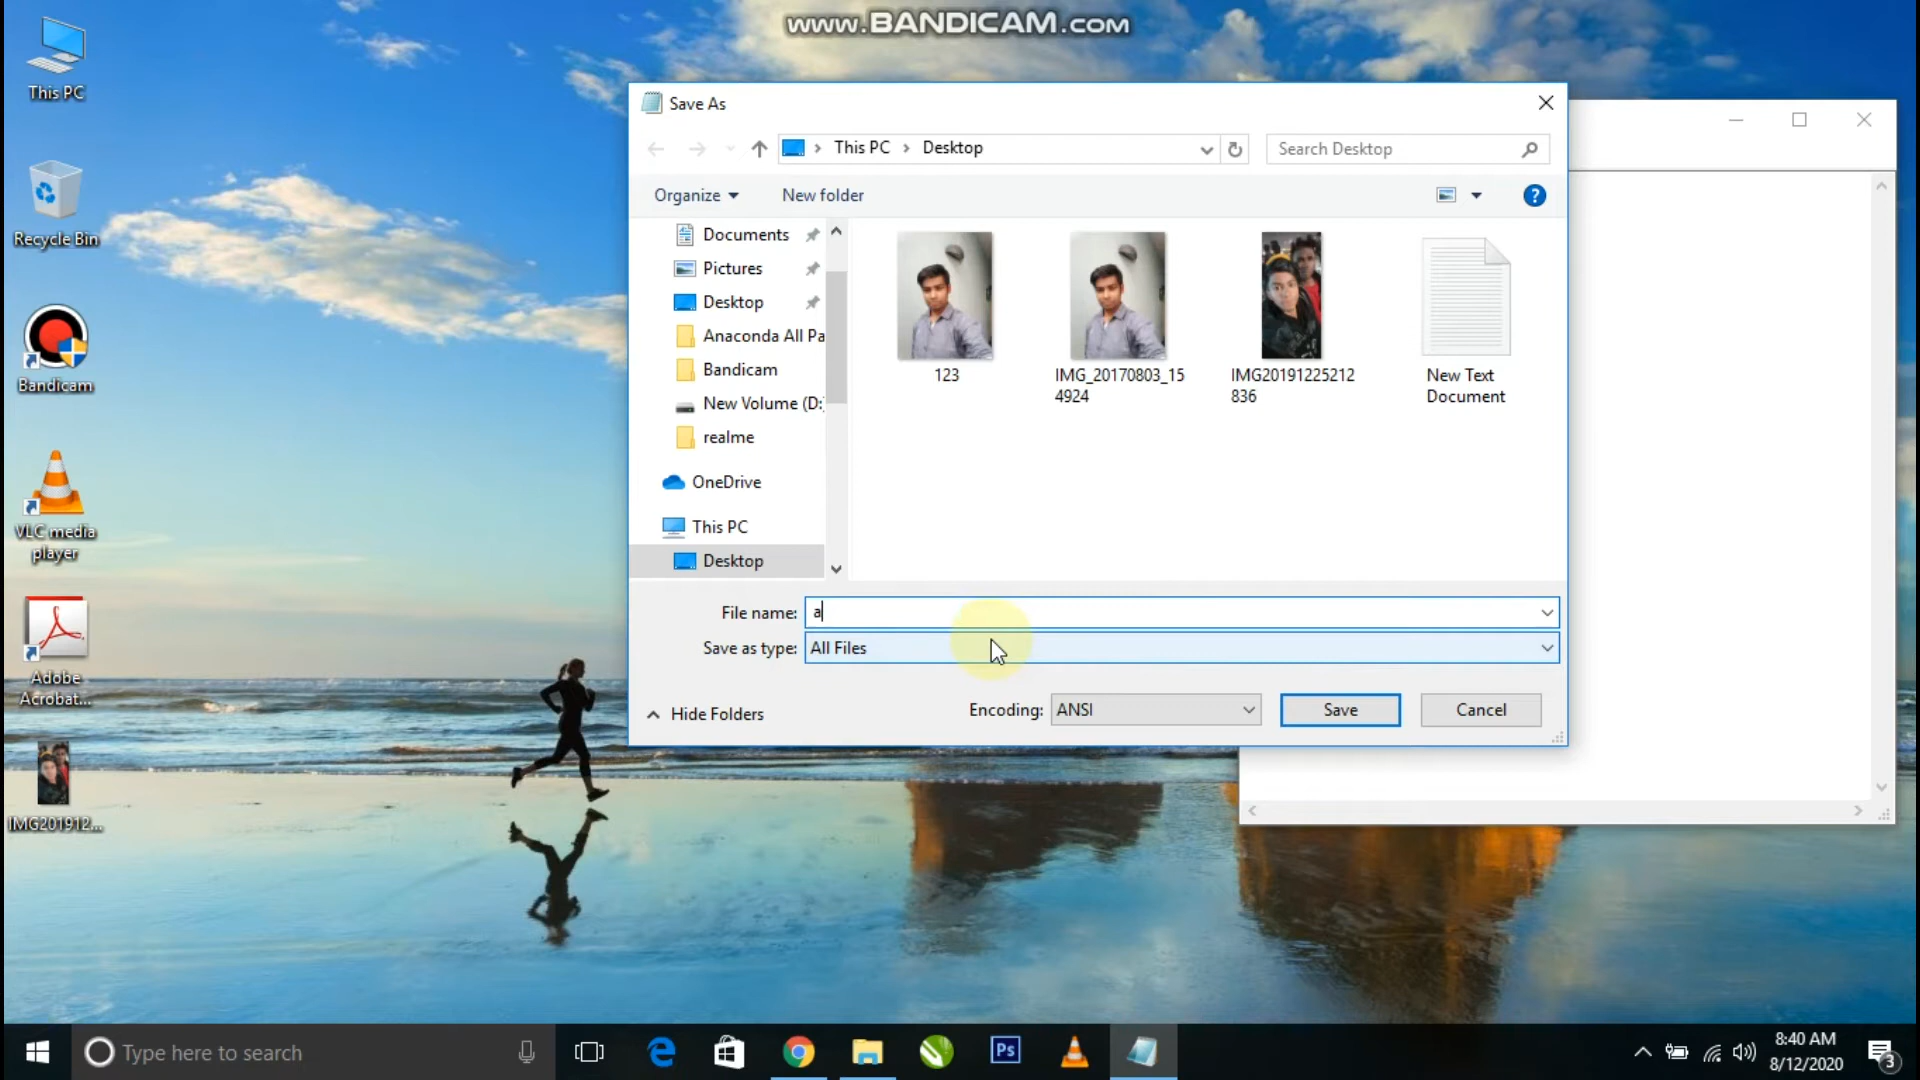 www.BANDICAM.com
This PC
Recycle Bin
Bandicam
VLC media
player
Adobe
Acrobat...
IMG201912...
Save As
This PC
Desktop
Search Desktop
Organize
New folder
?
Documents
Pictures
Desktop
Anaconda All Pa
Bandicam
New Volume (D:
realme
OneDrive
This PC
Desktop
123
IMG_20170803_15
4924
IMG20191225212
836
New Text
Document
File name: a
Save as type: All Files
Hide Folders
Encoding: ANSI
Save
Cancel
Type here to search
Ps
8:40 AM
8/12/2020
3